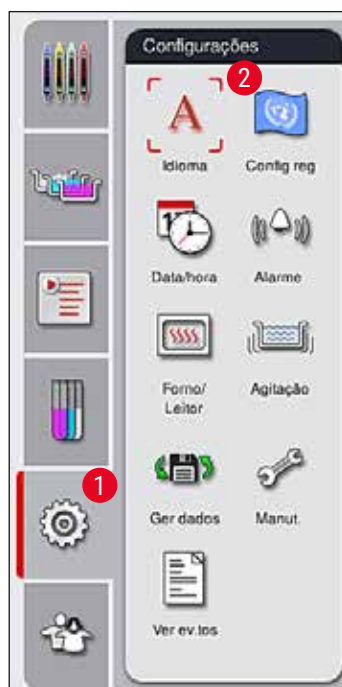 Configurações
2
A
Idioma
Config reg
Data/hora
Alarme
Forno/
Leitor
Agitação
Ger dados
Manut.
1
Ver ev.tos